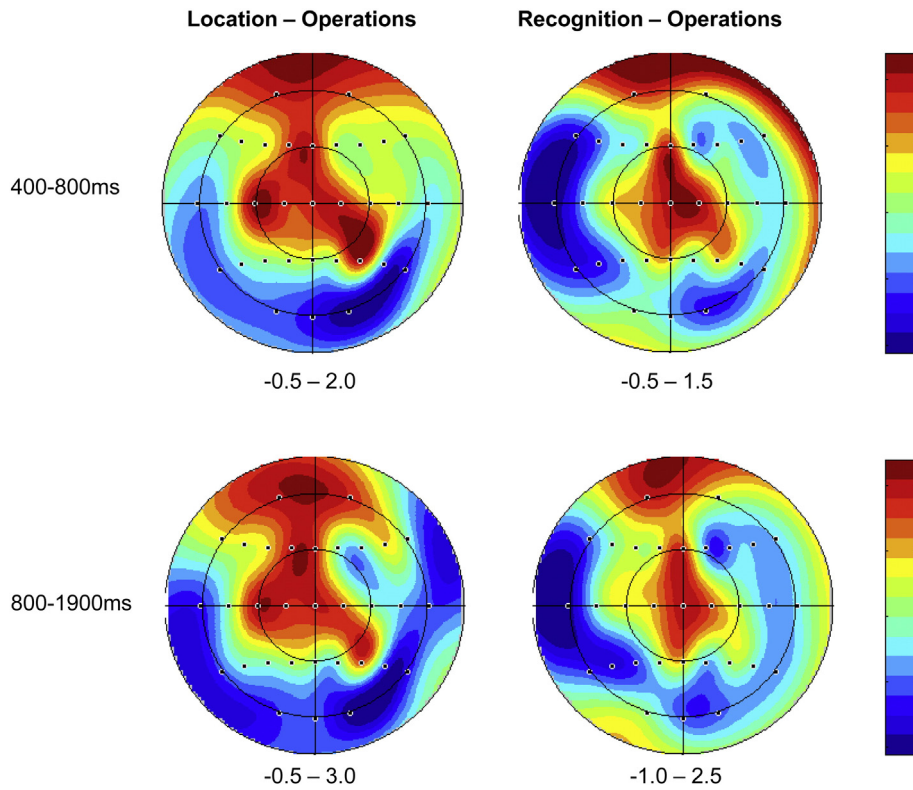 Location – Operations
Recognition – Operations
400-800ms
-0.5 – 2.0
-0.5 – 1.5
800-1900ms
-0.5 – 3.0
-1.0 – 2.5